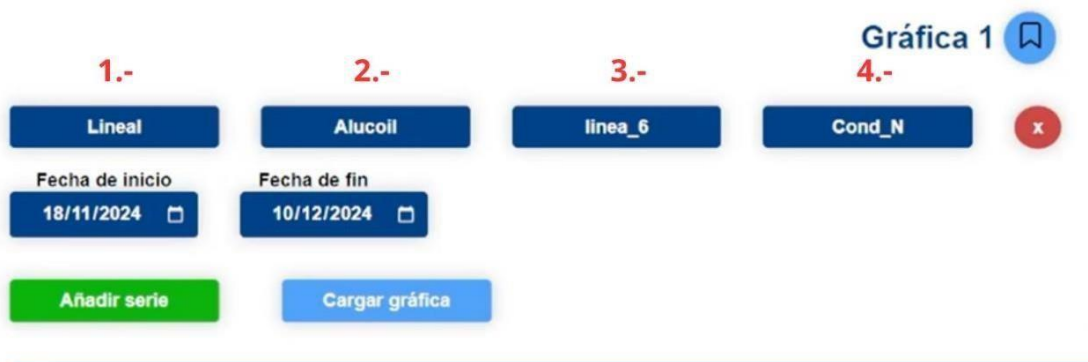 Gráfica 1
1.- 2.- 3.- 4.-
Lineal Alucoil linea_6 Cond_N x
Fecha de inicio Fecha de fin
18/11/2024 10/12/2024
Añadir serie Cargar gráfica